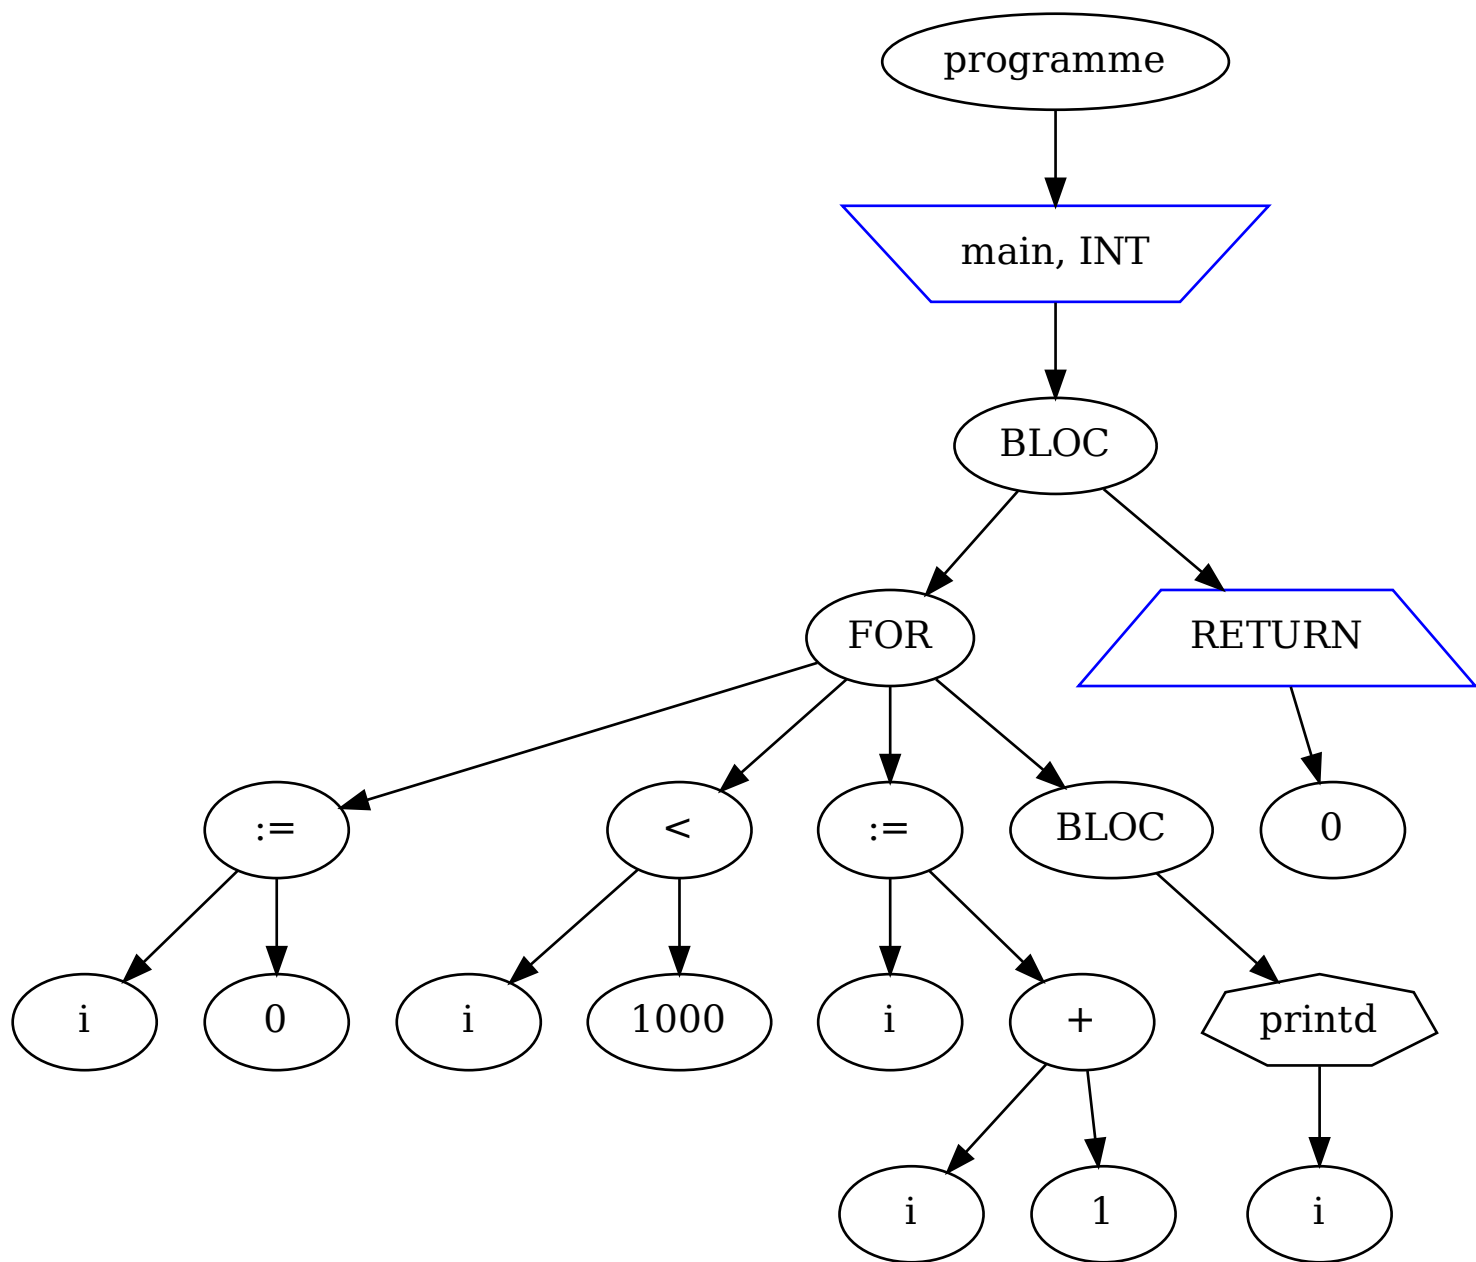 programme
main, INT
BLOC
FOR
RETURN
:=
<
:=
BLOC
0
i
0
i
1000
i
+
printd
i
1
i